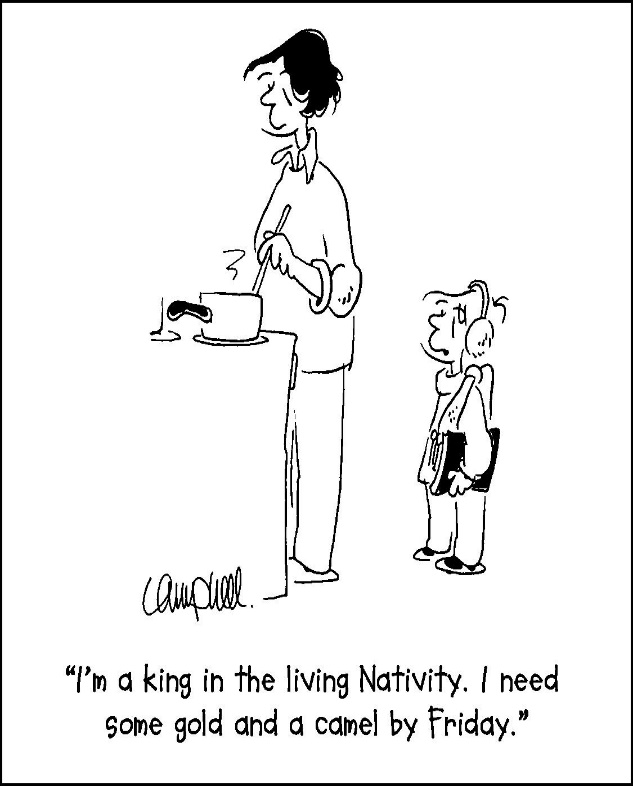 Campbell.
"I'm a king in the living Nativity. I need
some gold and a camel by Friday."